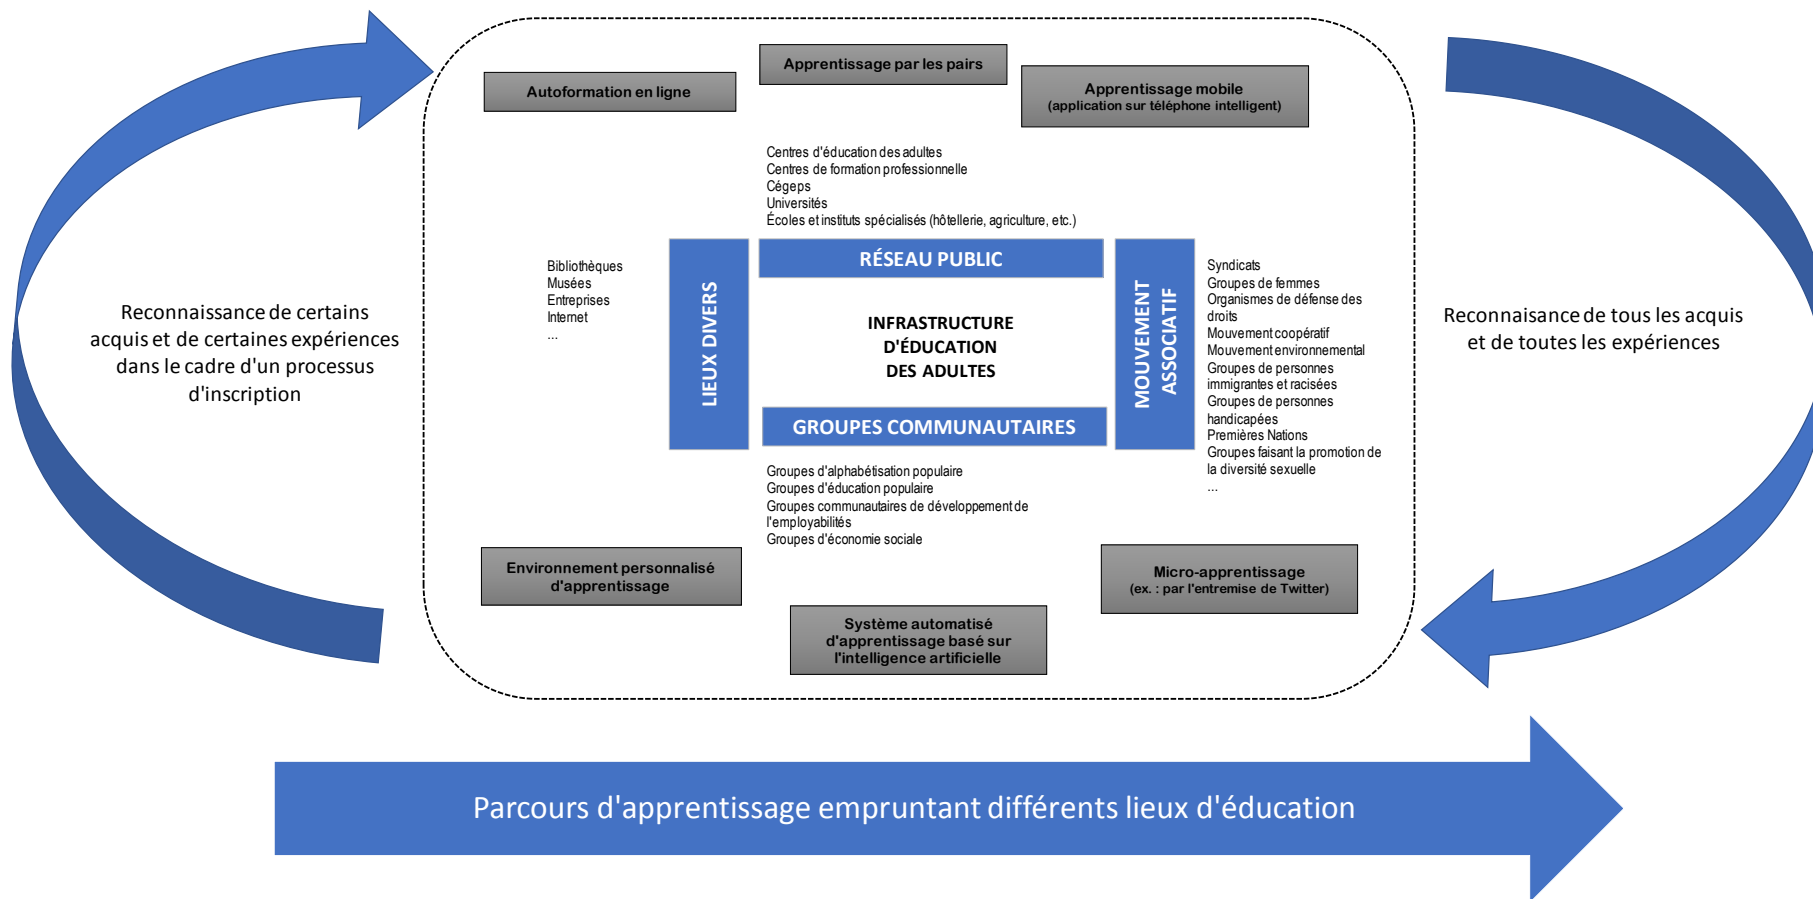 Apprentissage par les pairs
Autoformation en ligne
Apprentissage mobile
(application sur téléphone intelligent)
Centres d'éducation des adultes
Centres de formation professionnelle
Cégeps
Universités
Écoles et instituts spécialisés (hôtellerie, agriculture, etc.)
Reconnaissance de certains
acquis et de certaines expériences
dans le cadre d'un processus
d'inscription
Bibliothèques
Musées
Entreprises
Internet
...
LIEUX DIVERS
RÉSEAU PUBLIC
INFRASTRUCTURE
D'ÉDUCATION
DES ADULTES
GROUPES COMMUNAUTAIRES
MOUVEMENT
ASSOCIATIF
Syndicats
Groupes de femmes
Organismes de défense des
droits
Mouvement coopératif
Mouvement environnemental
Groupes de personnes
immigrantes et racisées
Groupes de personnes
handicapées
Premières Nations
Groupes faisant la promotion de
la diversité sexuelle
...
Reconnaisance de tous les acquis
et de toutes les expériences
Groupes d'alphabétisation populaire
Groupes d'éducation populaire
Groupes communautaires de développement de
l'employabilités
Groupes d'économie sociale
Environnement personnalisé
d'apprentissage
Système automatisé
d'apprentissage basé sur
l'intelligence artificielle
Micro-apprentissage
(ex. : par l'entremise de Twitter)
Parcours d'apprentissage empruntant différents lieux d'éducation